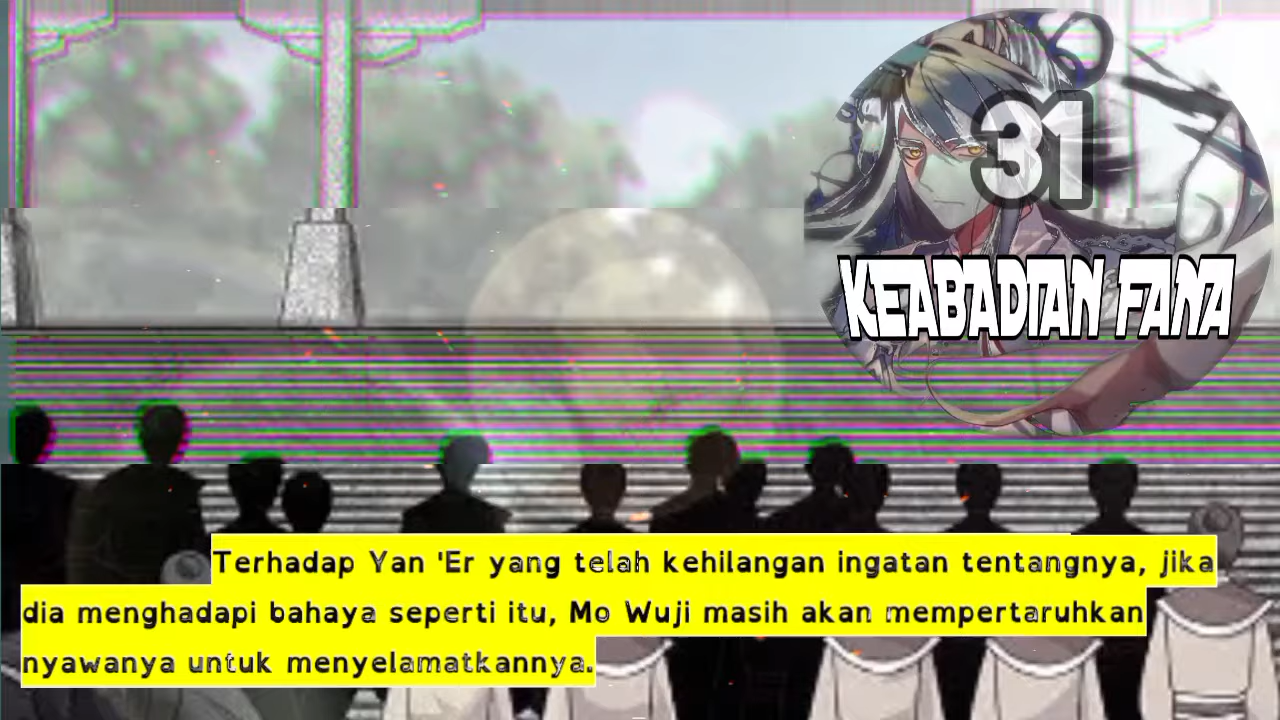 31
KEABADIAN FANA
Terhadap Yan 'Er yang telah kehilangan ingatan tentangnya, jika
dia menghadapi bahaya seperti itu, Mo Wuji masih akan mempertaruhkan
nyawanya untuk menyelamatkannya.